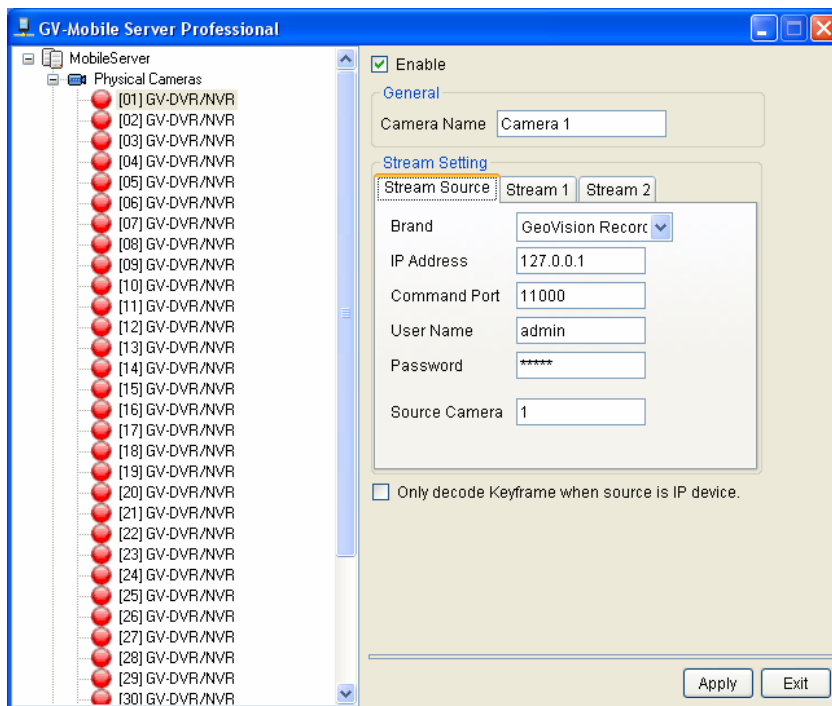 GV-Mobile Server Professional
MobileServer
Physical Cameras
[01] GV-DVR/NVR
[02] GV-DVR/NVR
[03] GV-DVR/NVR
[04] GV-DVR/NVR
[05] GV-DVR/NVR
[06] GV-DVR/NVR
[07] GV-DVR/NVR
[08] GV-DVR/NVR
[09] GV-DVR/NVR
[10] GV-DVR/NVR
[11] GV-DVR/NVR
[12] GV-DVR/NVR
[13] GV-DVR/NVR
[14] GV-DVR/NVR
[15] GV-DVR/NVR
[16] GV-DVR/NVR
[17] GV-DVR/NVR
[18] GV-DVR/NVR
[19] GV-DVR/NVR
[20] GV-DVR/NVR
[21] GV-DVR/NVR
[22] GV-DVR/NVR
[23] GV-DVR/NVR
[24] GV-DVR/NVR
[25] GV-DVR/NVR
[26] GV-DVR/NVR
[27] GV-DVR/NVR
[28] GV-DVR/NVR
[29] GV-DVR/NVR
[30] GV-DVR/NVR
Enable
General
Camera Name Camera 1
Stream Setting
Stream Source Stream 1 Stream 2
Brand GeoVision Recorc
IP Address 127.0.0.1
Command Port 11000
User Name admin
Password *****
Source Camera 1
Only decode Keyframe when source is IP device.
Apply Exit